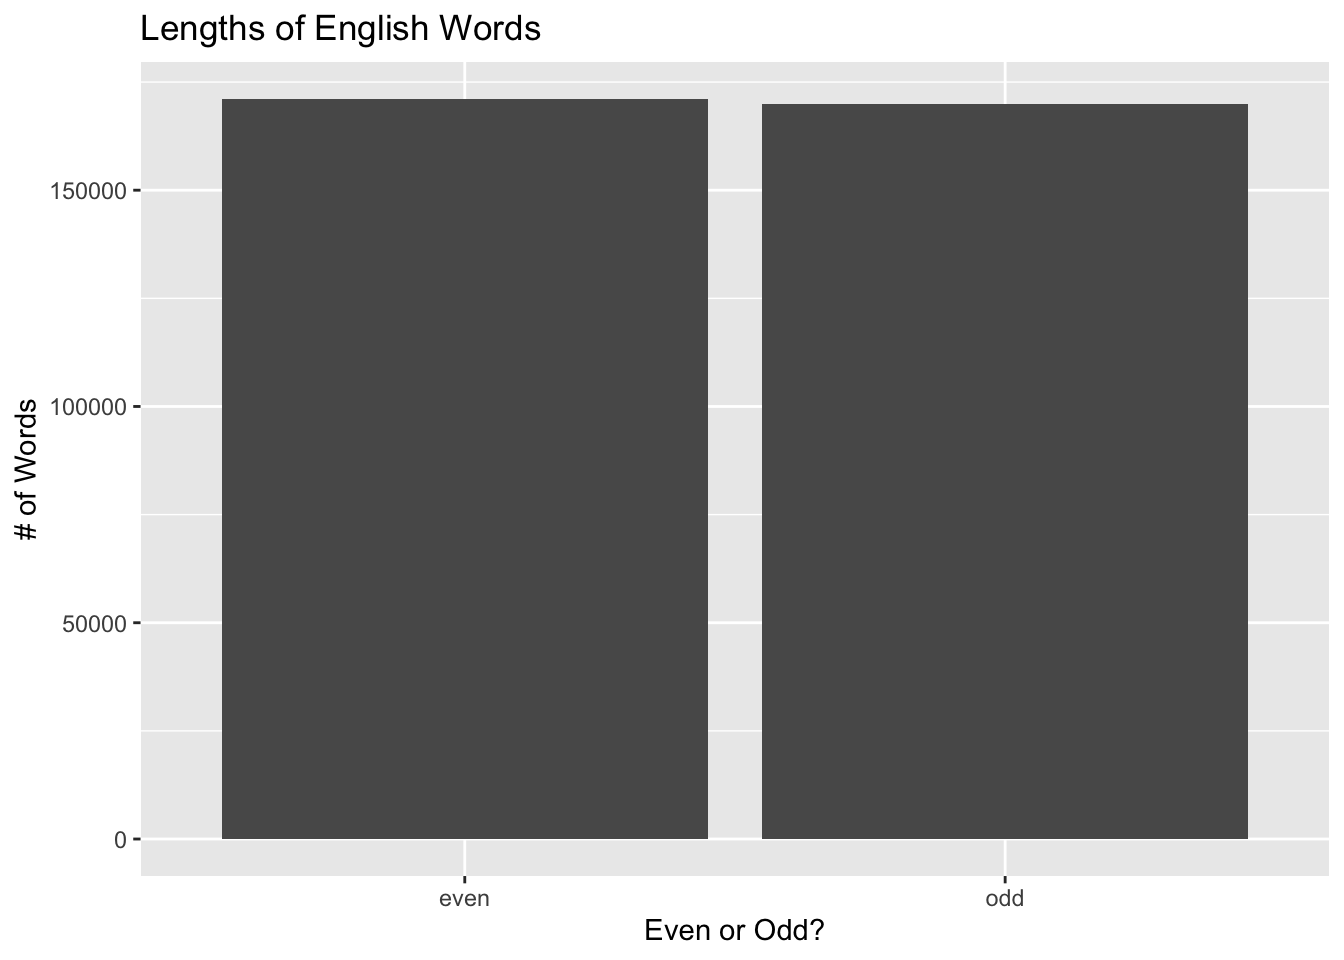 Lengths of English Words
# of Words
150000
100000
50000
0
even
odd
Even or Odd?